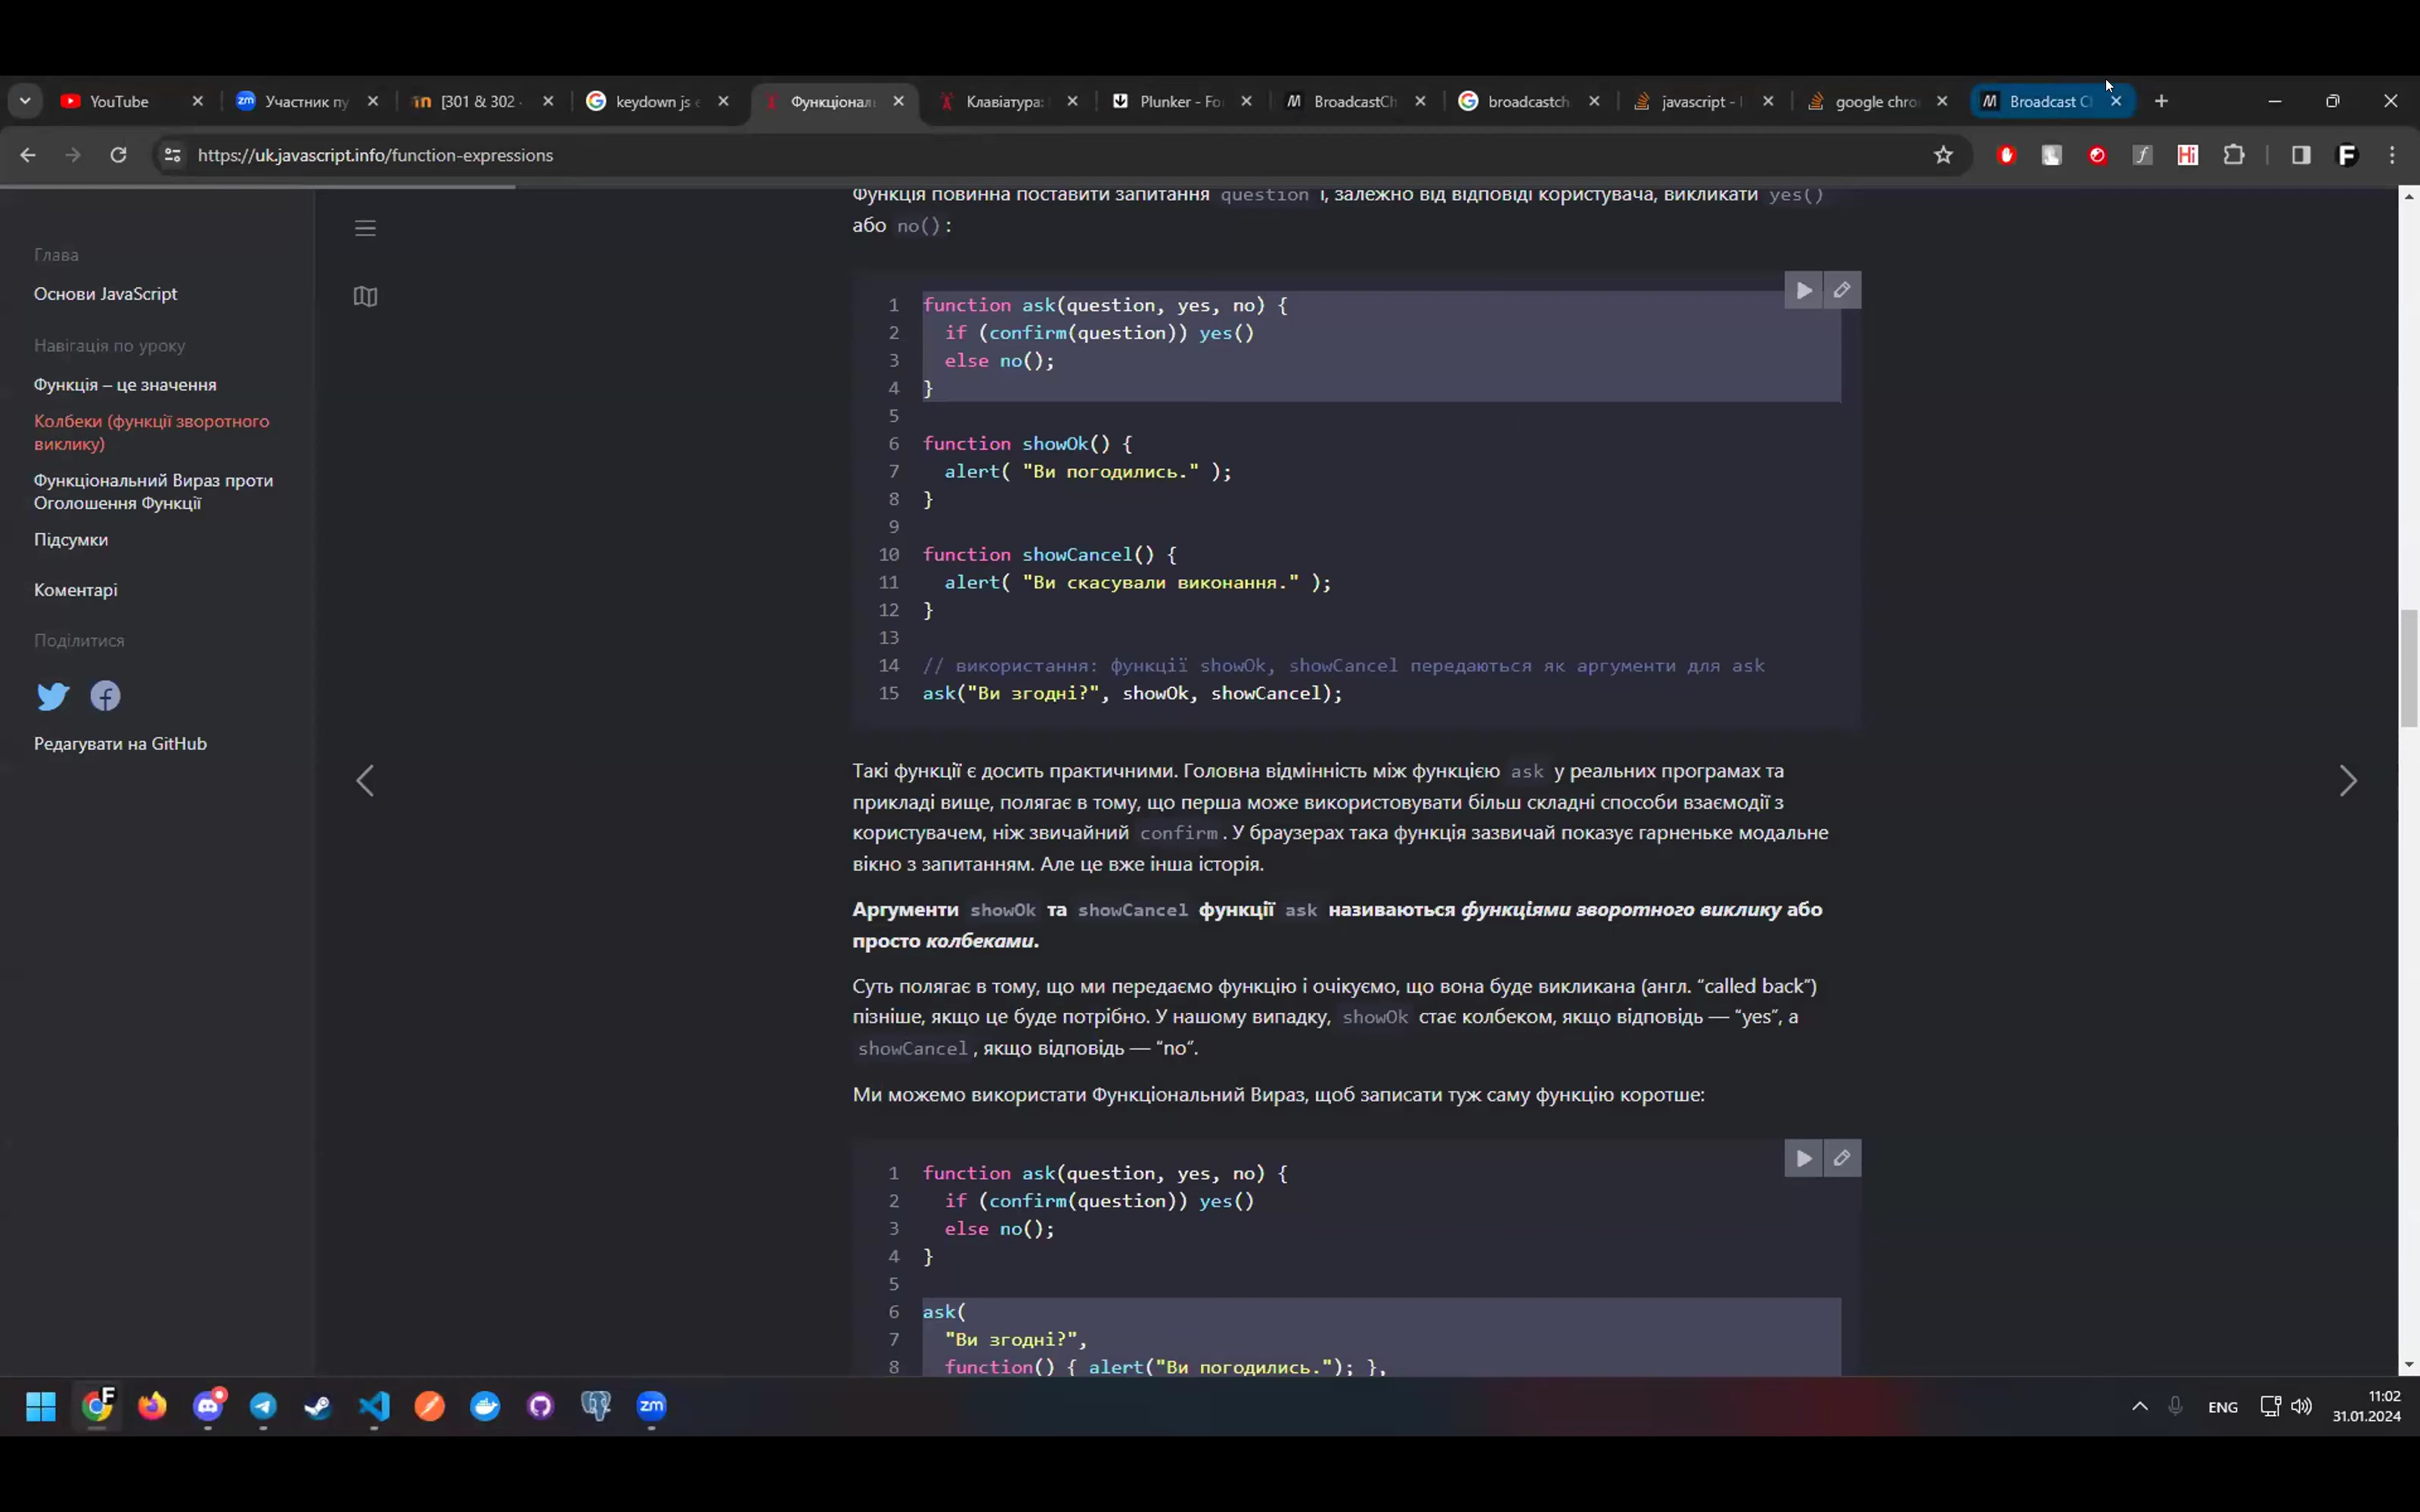 YouTube
Участник пу
[301 & 302
keydown js e
Функціонал
Клавіатура:
Plunker - Fo
BroadcastCh
broadcastch
javascript -
google chro
Broadcast C
https://uk.javascript.info/function-expressions
Глава
Основи JavaScript
Навігація по уроку
Функція – це значення
Колбеки (функції зворотного
виклику)
Функціональний Вираз проти
Оголошення Функції
Підсумки
Коментарі
Поділитися
Редагувати на GitHub
Функція повинна поставити запитання question і, залежно від відповіді користувача, викликати yes()
або no() :
1 function ask(question, yes, no) {
2 if (confirm(question)) yes()
3 else no();
4 }
5
6 function showOk() {
7 alert( "Ви погодились." );
8 }
9
10 function showCancel() {
11 alert( "Ви скасували виконання." );
12 }
13
14 // використання: функції showOk, showCancel передаються як аргументи для ask
15 ask("Ви згодні?", showOk, showCancel);
Такі функції є досить практичними. Головна відмінність між функцією ask у реальних програмах та
прикладі вище, полягає в тому, що перша може використовувати більш складні способи взаємодії з
користувачем, ніж звичайний confirm . У браузерах така функція зазвичай показує гарненьке модальне
вікно з запитанням. Але це вже інша історія.
Аргументи showOk та showCancel функції ask називаються функціями зворотного виклику або
просто колбеками.
Суть полягає в тому, що ми передаємо функцію і очікуємо, що вона буде викликана (англ. “called back”)
пізніше, якщо це буде потрібно. У нашому випадку, showOk стає колбеком, якщо відповідь — “yes”, а
showCancel , якщо відповідь — “no”.
Ми можемо використати Функціональний Вираз, щоб записати туж саму функцію коротше:
1 function ask(question, yes, no) {
2 if (confirm(question)) yes()
3 else no();
4 }
5
6 ask(
7 "Ви згодні?",
8 function() { alert("Ви погодились."); },
zm
ENG
11:02
31.01.2024